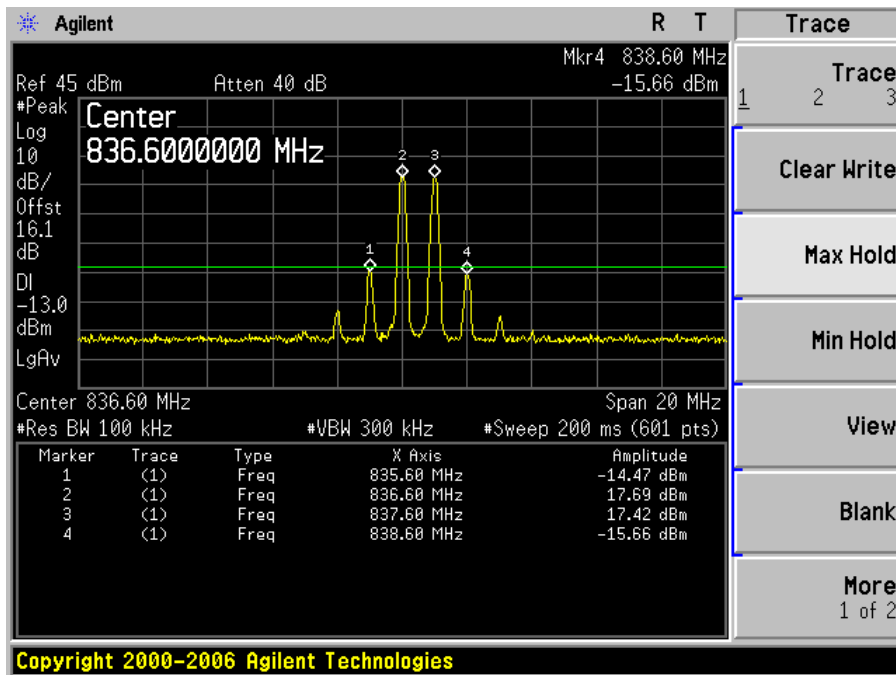 Agilent R T
Mkr4 838.60 MHz
Ref 45 dBm Atten 40 dB -15.66 dBm
#Peak
Log
10
dB/
Offst
16.1
dB
DI
-13.0
dBm
LgAv
Center
836.6000000 MHz
1
2
3
4
Center 836.60 MHz Span 20 MHz
#Res BW 100 kHz #VBW 300 kHz #Sweep 200 ms (601 pts)
Marker Trace Type X Axis Amplitude
1 (1) Freq 835.60 MHz -14.47 dBm
2 (1) Freq 836.60 MHz 17.69 dBm
3 (1) Freq 837.60 MHz 17.42 dBm
4 (1) Freq 838.60 MHz -15.66 dBm
Trace
Trace
1 2 3
Clear Write
Max Hold
Min Hold
View
Blank
More
1 of 2
Copyright 2000-2006 Agilent Technologies